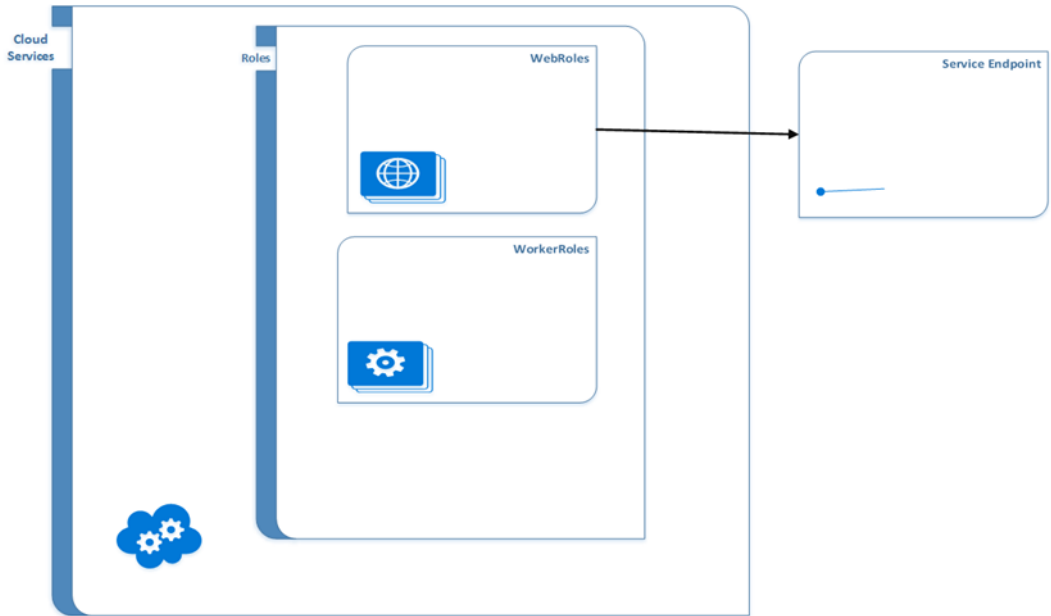 Cloud
Services
Roles
WebRoles
Service Endpoint
WorkerRoles